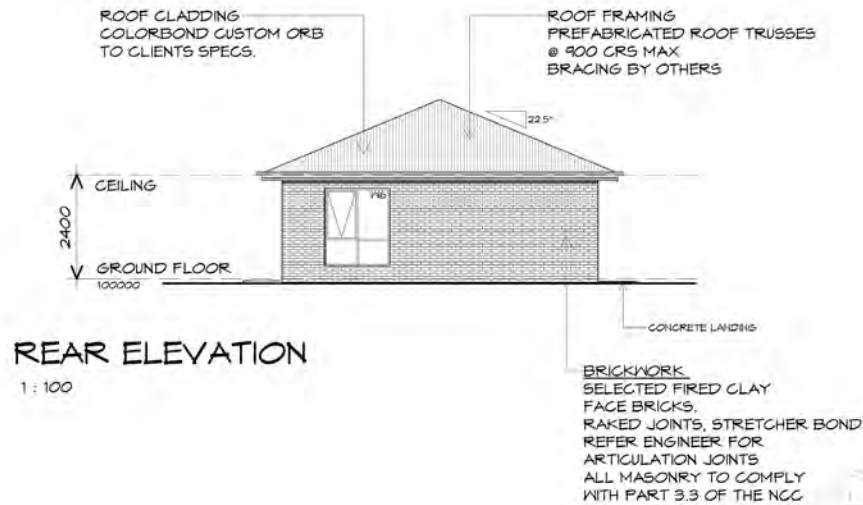 ROOF CLADDING
COLORBOND CUSTOM ORB
TO CLIENTS SPECS.
ROOF FRAMING
PREFABRICATED ROOF TRUSSES
@ 900 CRS MAX
BRACING BY OTHERS
22.5°
CEILING
2400
GROUND FLOOR
100000
CONCRETE LANDING
REAR ELEVATION
1 : 100
BRICKWORK
SELECTED FIRED CLAY
FACE BRICKS.
RAKED JOINTS, STRETCHER BOND
REFER ENGINEER FOR
ARTICULATION JOINTS
ALL MASONRY TO COMPLY
WITH PART 3.3 OF THE NCC